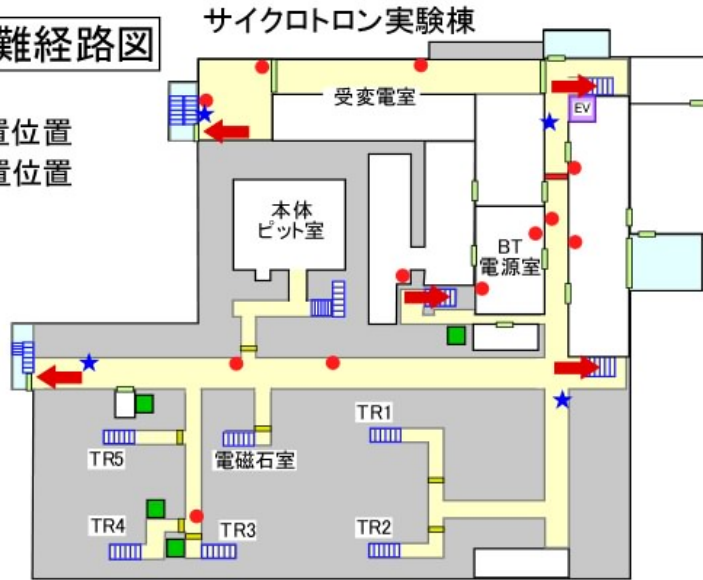 サイクロトロン実験棟
難経路図
置位置
置位置
受変電室
EV
本体
ピット室
BT
電源室
TR1
TR5
電磁石室
TR4
TR3
TR2